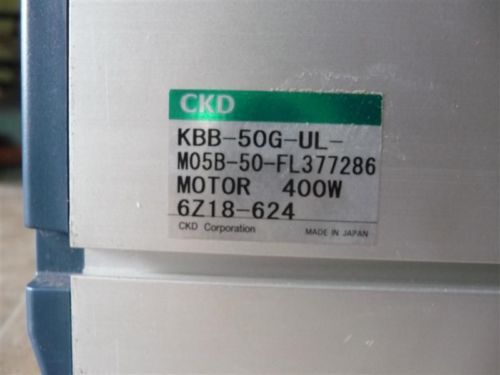 CKD
KBB-50G-UL-
M05B-50-FL377286
MOTOR 400W
6Z18-624
CKD Corporation MADE IN JAPAN